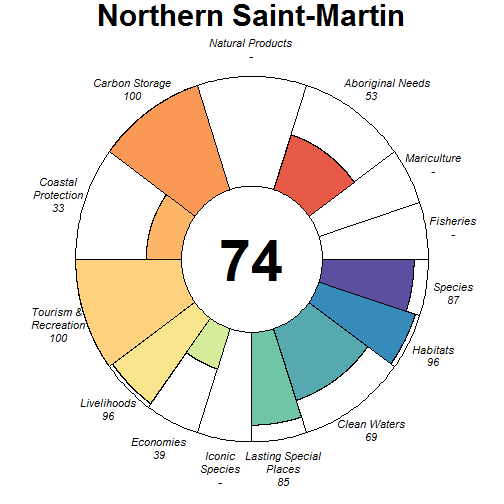 Northern Saint-Martin
Natural Products
-
Carbon Storage
100
Aboriginal Needs
53
Mariculture
-
Coastal
Protection
33
Fisheries
-
74
Species
87
Tourism &
Recreation
100
Habitats
96
Livelihoods
96
Clean Waters
69
Economies
39
Iconic
Species
-
Lasting Special
Places
85